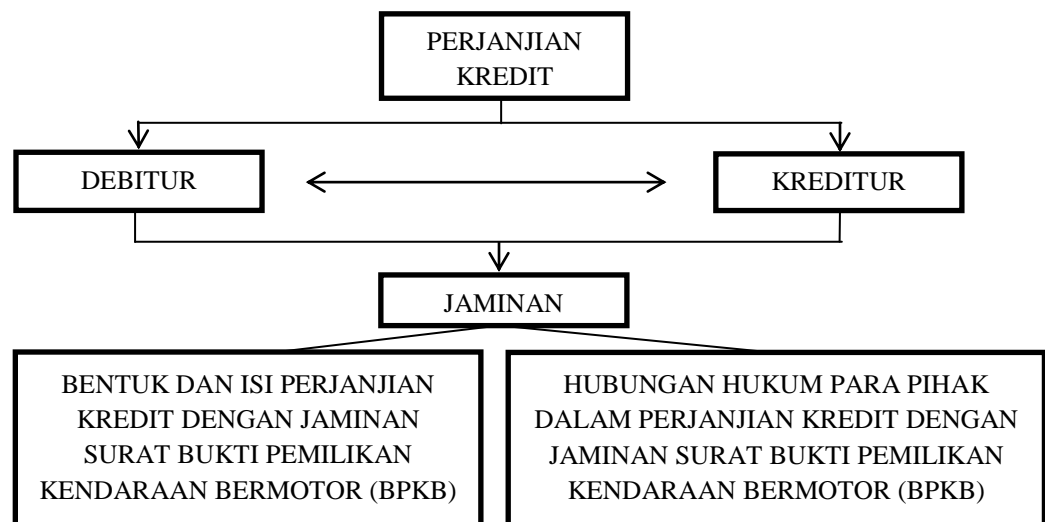 PERJANJIAN
KREDIT
DEBITUR
KREDITUR
JAMINAN
BENTUK DAN ISI PERJANJIAN
KREDIT DENGAN JAMINAN
SURAT BUKTI PEMILIKAN
KENDARAAN BERMOTOR (BPKB)
HUBUNGAN HUKUM PARA PIHAK
DALAM PERJANJIAN KREDIT DENGAN
JAMINAN SURAT BUKTI PEMILIKAN
KENDARAAN BERMOTOR (BPKB)